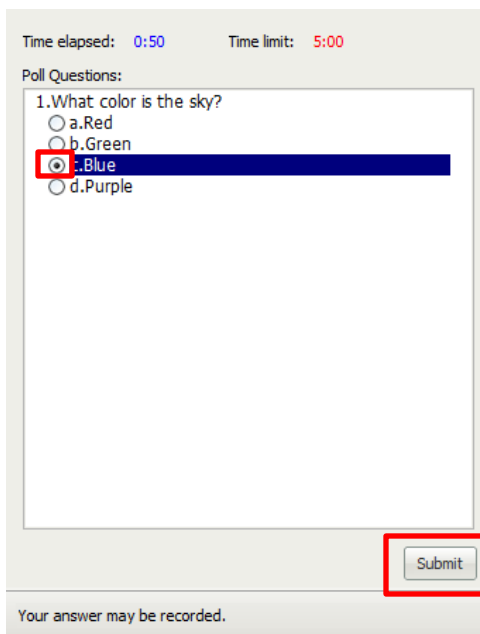 Time elapsed: 0:50 Time limit: 5:00
Poll Questions:
1.What color is the sky?
a.Red
b.Green
.Blue
d.Purple
Submit
Your answer may be recorded.